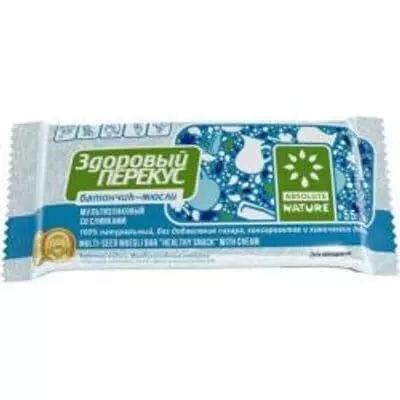 Здоровый
ПЕРЕКУС
батончик-мюсли
МУЛЬТИЗЛАКОВЫЙ
СО СЛИВКАМИ
100% натуральный, без добавления сахара, консервантов и
MULTI-SEED MUESLI BAR "HEALTHY SNACK" WITH CREAM
ABSOLUTE
NATURE
55